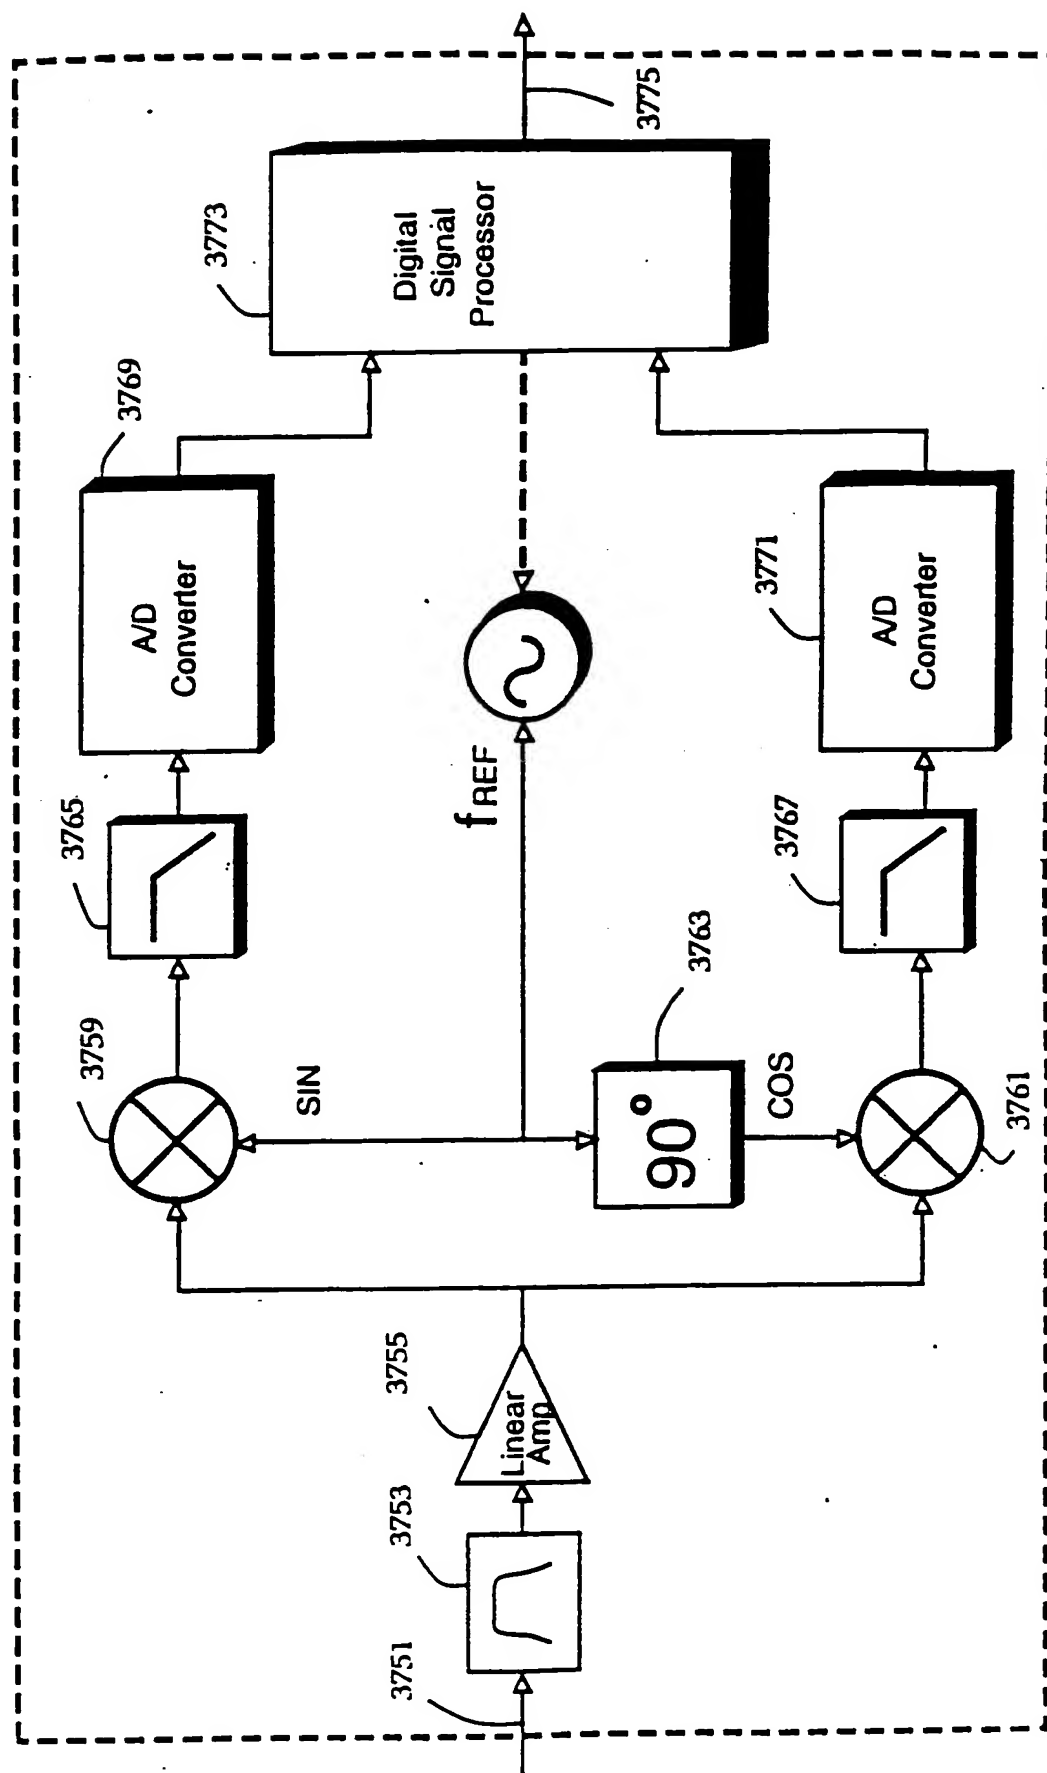 3751
3753
3755
Linear
Amp
3759
SIN
3763
90°
COS
3761
3765
3767
fREF
3769
A/D
Converter
3771
A/D
Converter
3773
Digital
Signal
Processor
3775